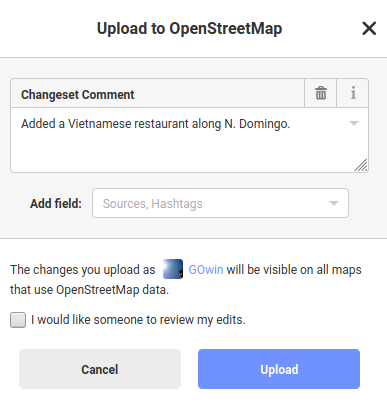 Upload to OpenStreetMap
Changeset Comment
Added a Vietnamese restaurant along N. Domingo.
Add field:
Sources, Hashtags
The changes you upload as GOwin will be visible on all maps
that use OpenStreetMap data.
I would like someone to review my edits.
Cancel
Upload